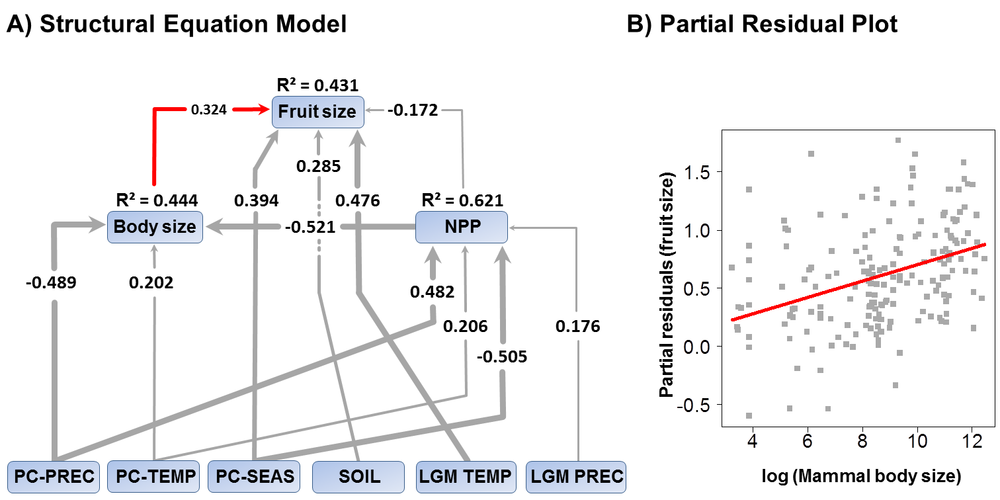 A) Structural Equation Model
B) Partial Residual Plot
R² = 0.431
0.324
Fruit size
-0.172
0.285
R² = 0.444
0.394
0.476
R² = 0.621
Body size
-0.521
NPP
-0.489
0.202
0.482
0.206
0.176
-0.505
PC-PREC
PC-TEMP
PC-SEAS
SOIL
LGM TEMP
LGM PREC
Partial residuals (fruit size)
1.5
1.0
0.5
0.0
-0.5
4
6
8
10
12
log (Mammal body size)